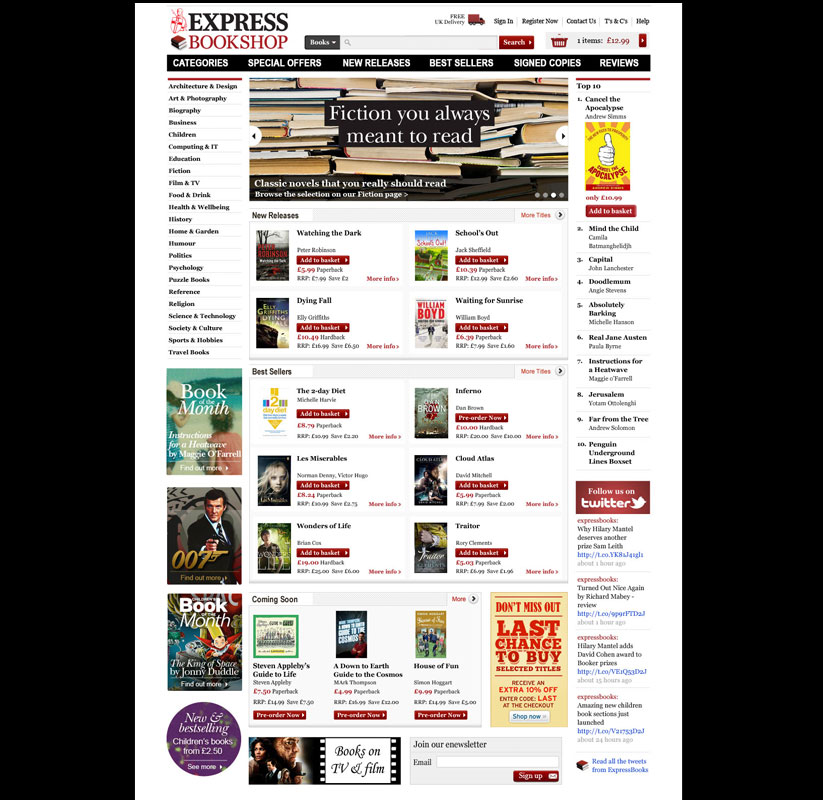 EXPRESS
BOOKSHOP
FREE
UK Delivery
Sign In
Register Now
Contact Us
T's & C's
Help
Books
Search
1 items: £12.99
CATEGORIES
SPECIAL OFFERS
NEW RELEASES
BEST SELLERS
SIGNED COPIES
REVIEWS
Architecture & Design
Art & Photography
Biography
Business
Children
Computing & IT
Education
Fiction
Film & TV
Food & Drink
Health & Wellbeing
History
Home & Garden
Humour
Politics
Psychology
Puzzle Books
Reference
Religion
Science & Technology
Society & Culture
Sports & Hobbies
Travel Books
Book
of the
Month
Instructions
for a Heatwave
by Maggie O'Farrell
Find out more
007
Find out more
CHILDREN'S
Book
OF THE
Month
The King of Space
by Jonny Duddle
Find out more
New &
bestselling
Children's books
from £2.50
See more
Fiction you always
meant to read
Classic novels that you really should read
Browse the selection on our Fiction page >
New Releases
More Titles
Watching the Dark
Peter Robinson
Add to basket
£5.99 Paperback
RRP: £7.99 Save £2
More info
School's Out
Jack Sheffield
Add to basket
£10.39 Paperback
RRP: £12.99 Save £2.60
More info
ELLY
GRIFFITHS
Dying Fall
Elly Griffiths
Add to basket
£10.49 Hardback
RRP: £16.99 Save £6.50
More info
WILLIAM
BOYD
Waiting for Sunrise
William Boyd
Add to basket
£6.39 Paperback
RRP: £7.99 Save £1.60
More info
Best Sellers
More Titles
2 day
diet
The 2-day Diet
Michelle Harvie
Add to basket
£8.79 Paperback
RRP: £10.99 Save £2.20
More info
DAN
BROWN
Inferno
Dan Brown
Pre-order Now
£10.00 Hardback
RRP: £20.00 Save £10.00
More info
Les Miserables
Norman Denny, Victor Hugo
Add to basket
£8.24 Paperback
RRP: £10.99 Save £2.75
More info
CLOUD ATLAS
Cloud Atlas
David Mitchell
Add to basket
£5.99 Paperback
RRP: £7.99 Save £2.00
More info
WONDERS
LIFE
Wonders of Life
Brian Cos
Add to basket
£19.00 Hardback
RRP: £25.00 Save £6.00
More info
Traitor
Traitor
Rory Clements
Add to basket
£5.03 Paperback
RRP: £6.99 Save £1.96
More info
Coming Soon
More
Steven Appleby's
Guide to Life
Steven Appleby
£7.50 Paperback
RRP: £14.99 Save £7.50
Pre-order Now
A Down to Earth
Guide to the Cosmos
MArk Thompson
£4.99 Paperback
RRP: £16.99 Save £12.00
Pre-order Now
House of Fun
Simon Hoggart
£9.99 Paperback
RRP: £14.99 Save £5.00
Pre-order Now
DON'T MISS OUT
LAST
CHANCE
TO BUY
SELECTED TITLES
RECEIVE AN
EXTRA 10% OFF
ENTER CODE: LAST
AT THE CHECKOUT
Shop now
Books on
TV & film
Join our enewsletter
Email
Sign up
Top 10
1. Cancel the
Apocalypse
Andrew Simms
CANCEL THE
APOCALYPSE
only £10.99
Add to basket
2. Mind the Child
Camila
Batmanghelidjh
3. Capital
John Lanchester
4. Doodlemum
Angie Stevens
5. Absolutely
Barking
Michelle Hanson
6. Real Jane Austen
Paula Byrne
7. Instructions for
a Heatwave
Maggie o'Farrell
8. Jerusalem
Yotam Ottolenghi
9. Far from the Tree
Andrew Solomon
10. Penguin
Underground
Lines Boxset
Follow us on
twitter
expressbooks:
Why Hilary Mantel
deserves another
prize Sam Leith
about 1 hour ago
expressbooks:
Turned Out Nice Again
by Richard Mabey -
review
about 1 hour ago
expressbooks:
Hilary Mantel adds
David Cohen award to
Booker prizes
about 15 hours ago
expressbooks:
Amazing new children
book sections just
launched
about 24 hours ago
Read all the tweets
from ExpressBooks